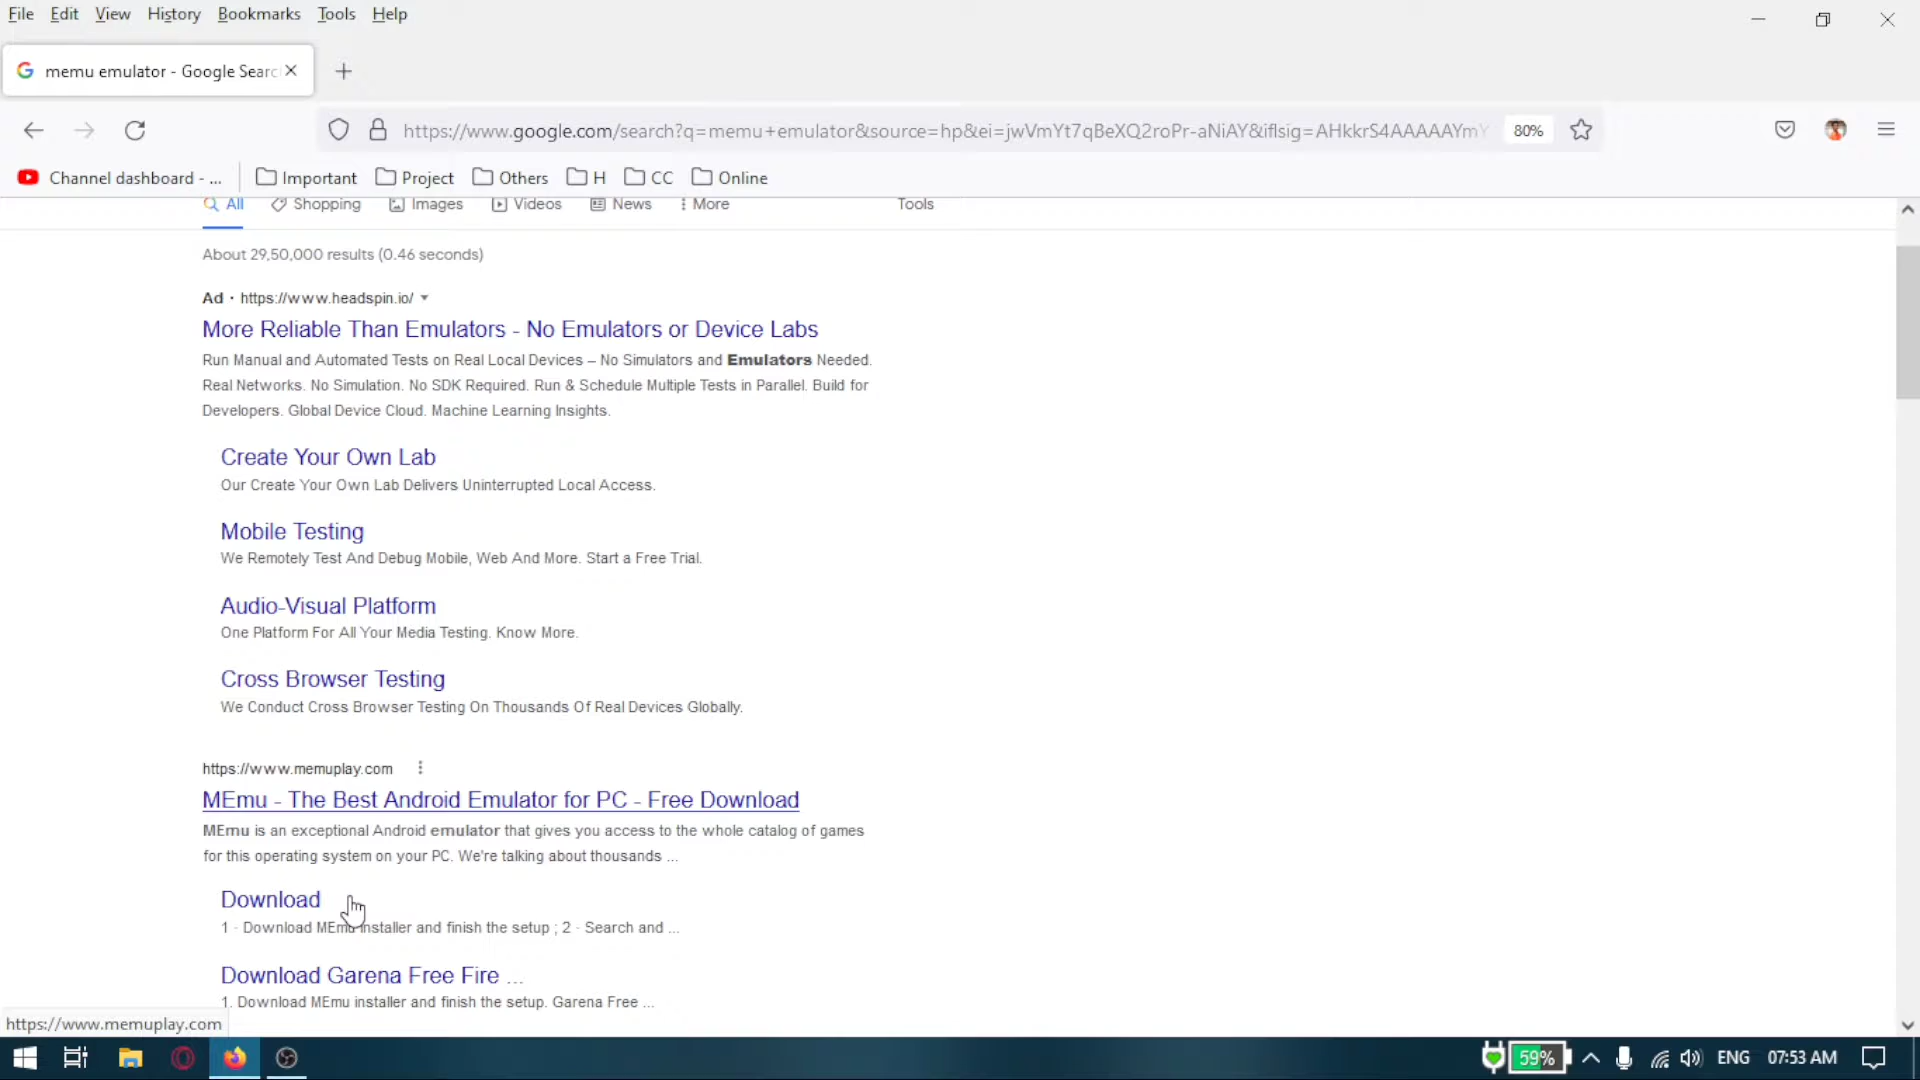 File Edit View History Bookmarks Tools Help
memu emulator - Google Searc
https://www.google.com/search?q=memu+emulator&source=hp&ei=jwVmYt7qBeXQ2roPr-aNiAY&iflsig=AHkkrS4AAAAAYmY 80%
Channel dashboard - ... Important Project Others H CC Online
All Shopping Images Videos News More Tools
About 29,50,000 results (0.46 seconds)
Ad · https://www.headspin.io/
More Reliable Than Emulators - No Emulators or Device Labs
Run Manual and Automated Tests on Real Local Devices – No Simulators and Emulators Needed.
Real Networks. No Simulation. No SDK Required. Run & Schedule Multiple Tests in Parallel. Build for
Developers. Global Device Cloud. Machine Learning Insights.
Create Your Own Lab
Our Create Your Own Lab Delivers Uninterrupted Local Access.
Mobile Testing
We Remotely Test And Debug Mobile, Web And More. Start a Free Trial.
Audio-Visual Platform
One Platform For All Your Media Testing. Know More.
Cross Browser Testing
We Conduct Cross Browser Testing On Thousands Of Real Devices Globally.
https://www.memuplay.com
MEmu - The Best Android Emulator for PC - Free Download
MEmu is an exceptional Android emulator that gives you access to the whole catalog of games
for this operating system on your PC. We're talking about thousands ...
Download
1 · Download MEmu installer and finish the setup ; 2 · Search and ...
Download Garena Free Fire ...
1. Download MEmu installer and finish the setup. Garena Free ...
https://www.memuplay.com
59% ENG 07:53 AM